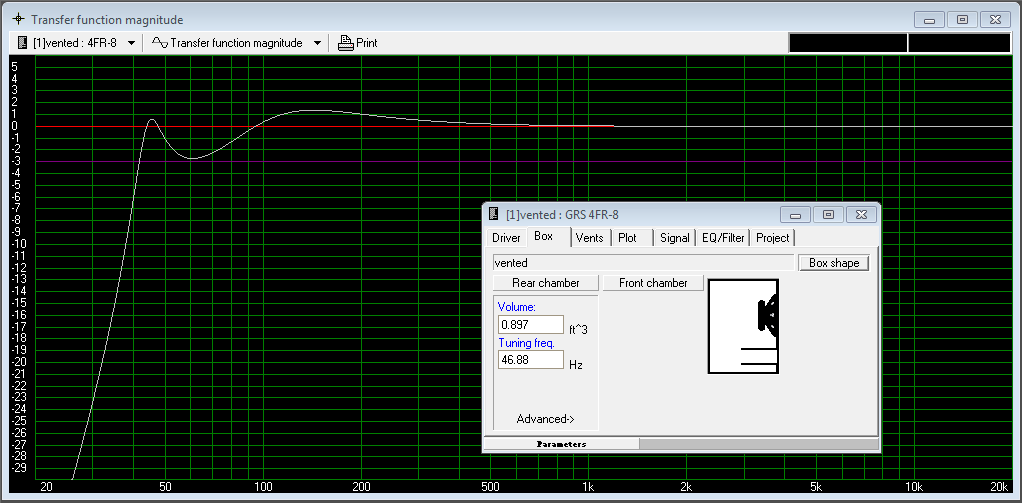 Transfer function magnitude
[1]vented : 4FR-8 Transfer function magnitude Print
5
4
3
2
1
0
-1
-2
-3
-4
-5
-6
-7
-8
-9
-10
-11
-12
-13
-14
-15
-16
-17
-18
-19
-20
-21
-22
-23
-24
-25
-26
-27
-28
-29
20 50 100 200 500 1k 2k 5k 10k 20k
[1]vented : GRS 4FR-8
Driver Box Vents Plot Signal EQ/Filter Project
vented Box shape
Rear chamber Front chamber
Volume:
0.897 ft^3
Tuning freq.
46.88 Hz
Advanced->
Parameters